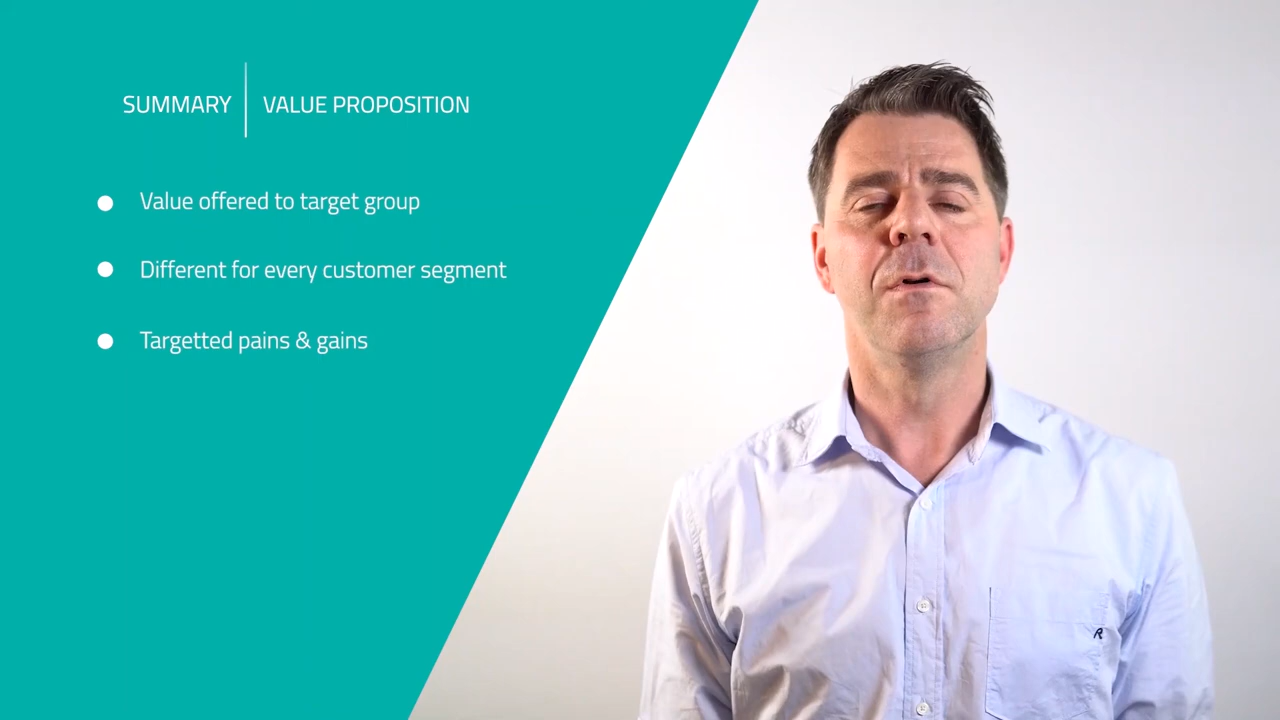 SUMMARY VALUE PROPOSITION
Value offered to target group
Different for every customer segment
Targetted pains & gains
R